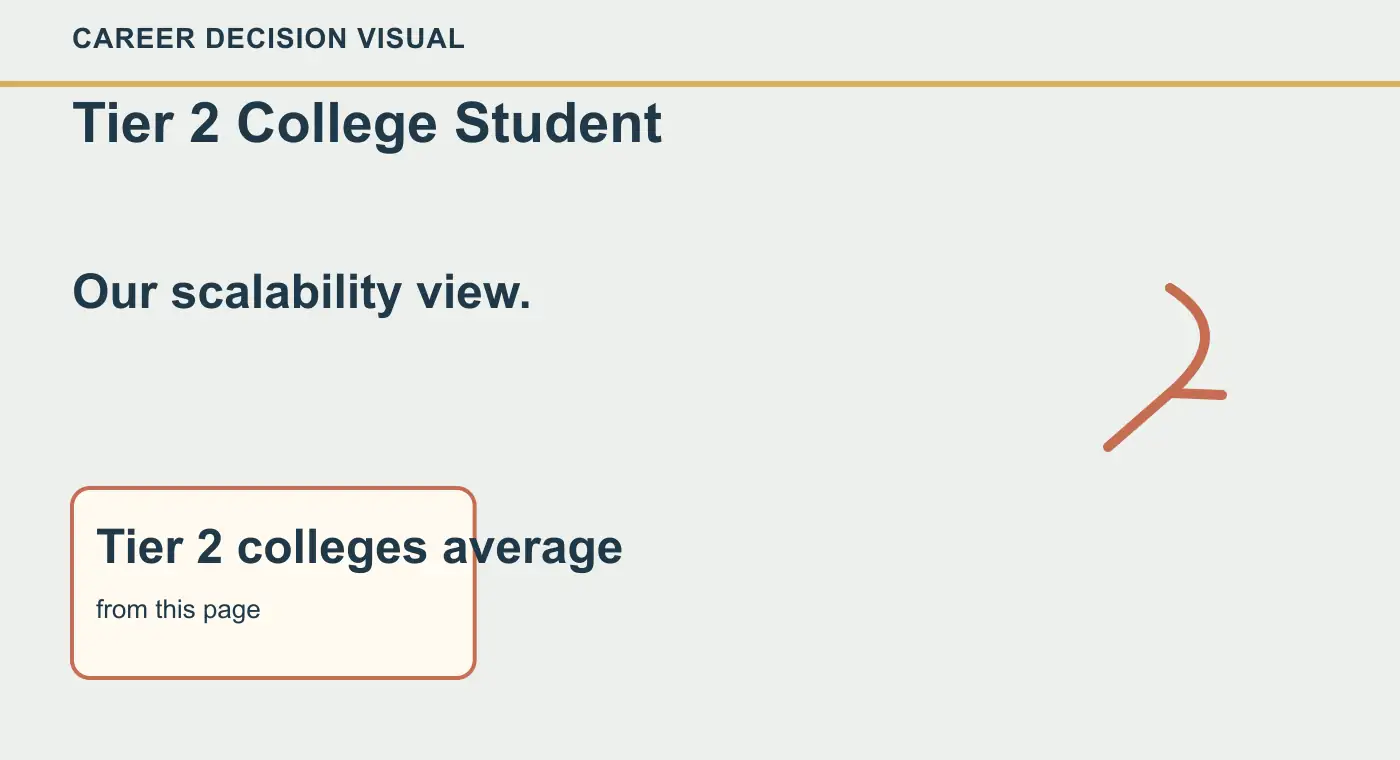 CAREER DECISION VISUAL
Tier 2 College Student
Our scalability view.
Tier 2 colleges average
from this page